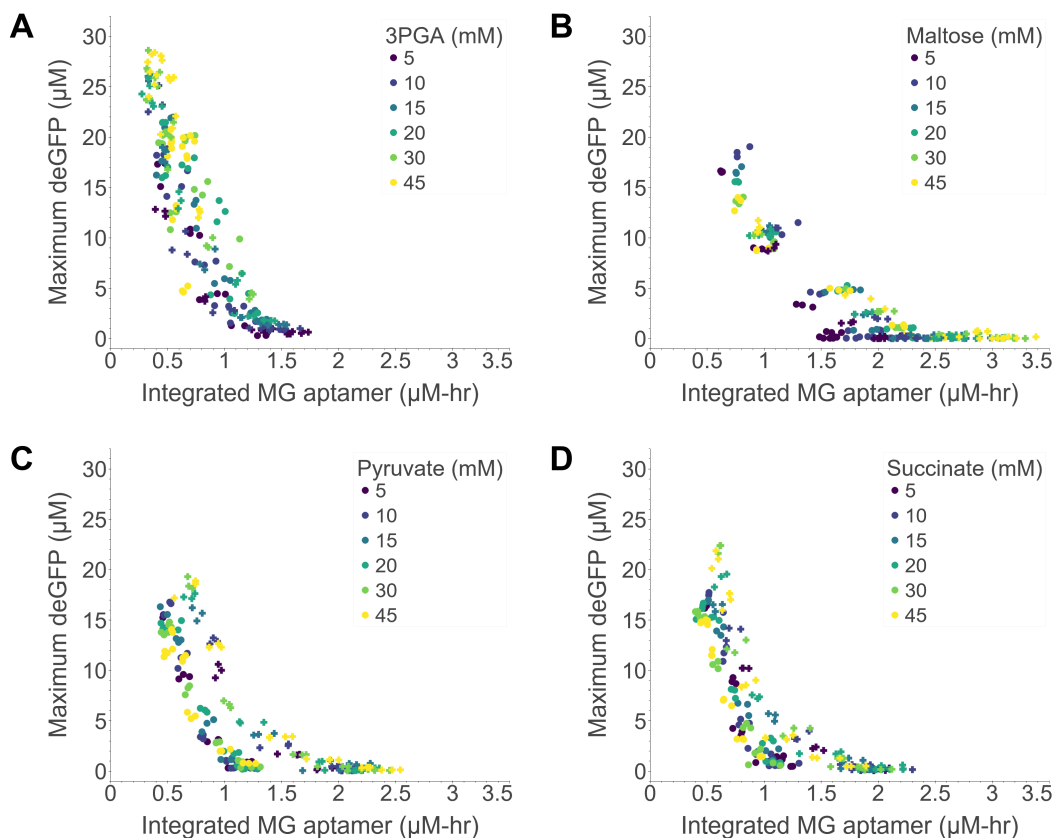 A
3PGA (mM)
5
10
15
20
30
45
Maximum deGFP (µM)
30
25
20
15
10
5
0
0 0.5 1 1.5 2 2.5 3 3.5
Integrated MG aptamer (µM-hr)
B
Maltose (mM)
5
10
15
20
30
45
Maximum deGFP (µM)
30
25
20
15
10
5
0
0 0.5 1 1.5 2 2.5 3 3.5
Integrated MG aptamer (µM-hr)
C
Pyruvate (mM)
5
10
15
20
30
45
Maximum deGFP (µM)
30
25
20
15
10
5
0
0 0.5 1 1.5 2 2.5 3 3.5
Integrated MG aptamer (µM-hr)
D
Succinate (mM)
5
10
15
20
30
45
Maximum deGFP (µM)
30
25
20
15
10
5
0
0 0.5 1 1.5 2 2.5 3 3.5
Integrated MG aptamer (µM-hr)